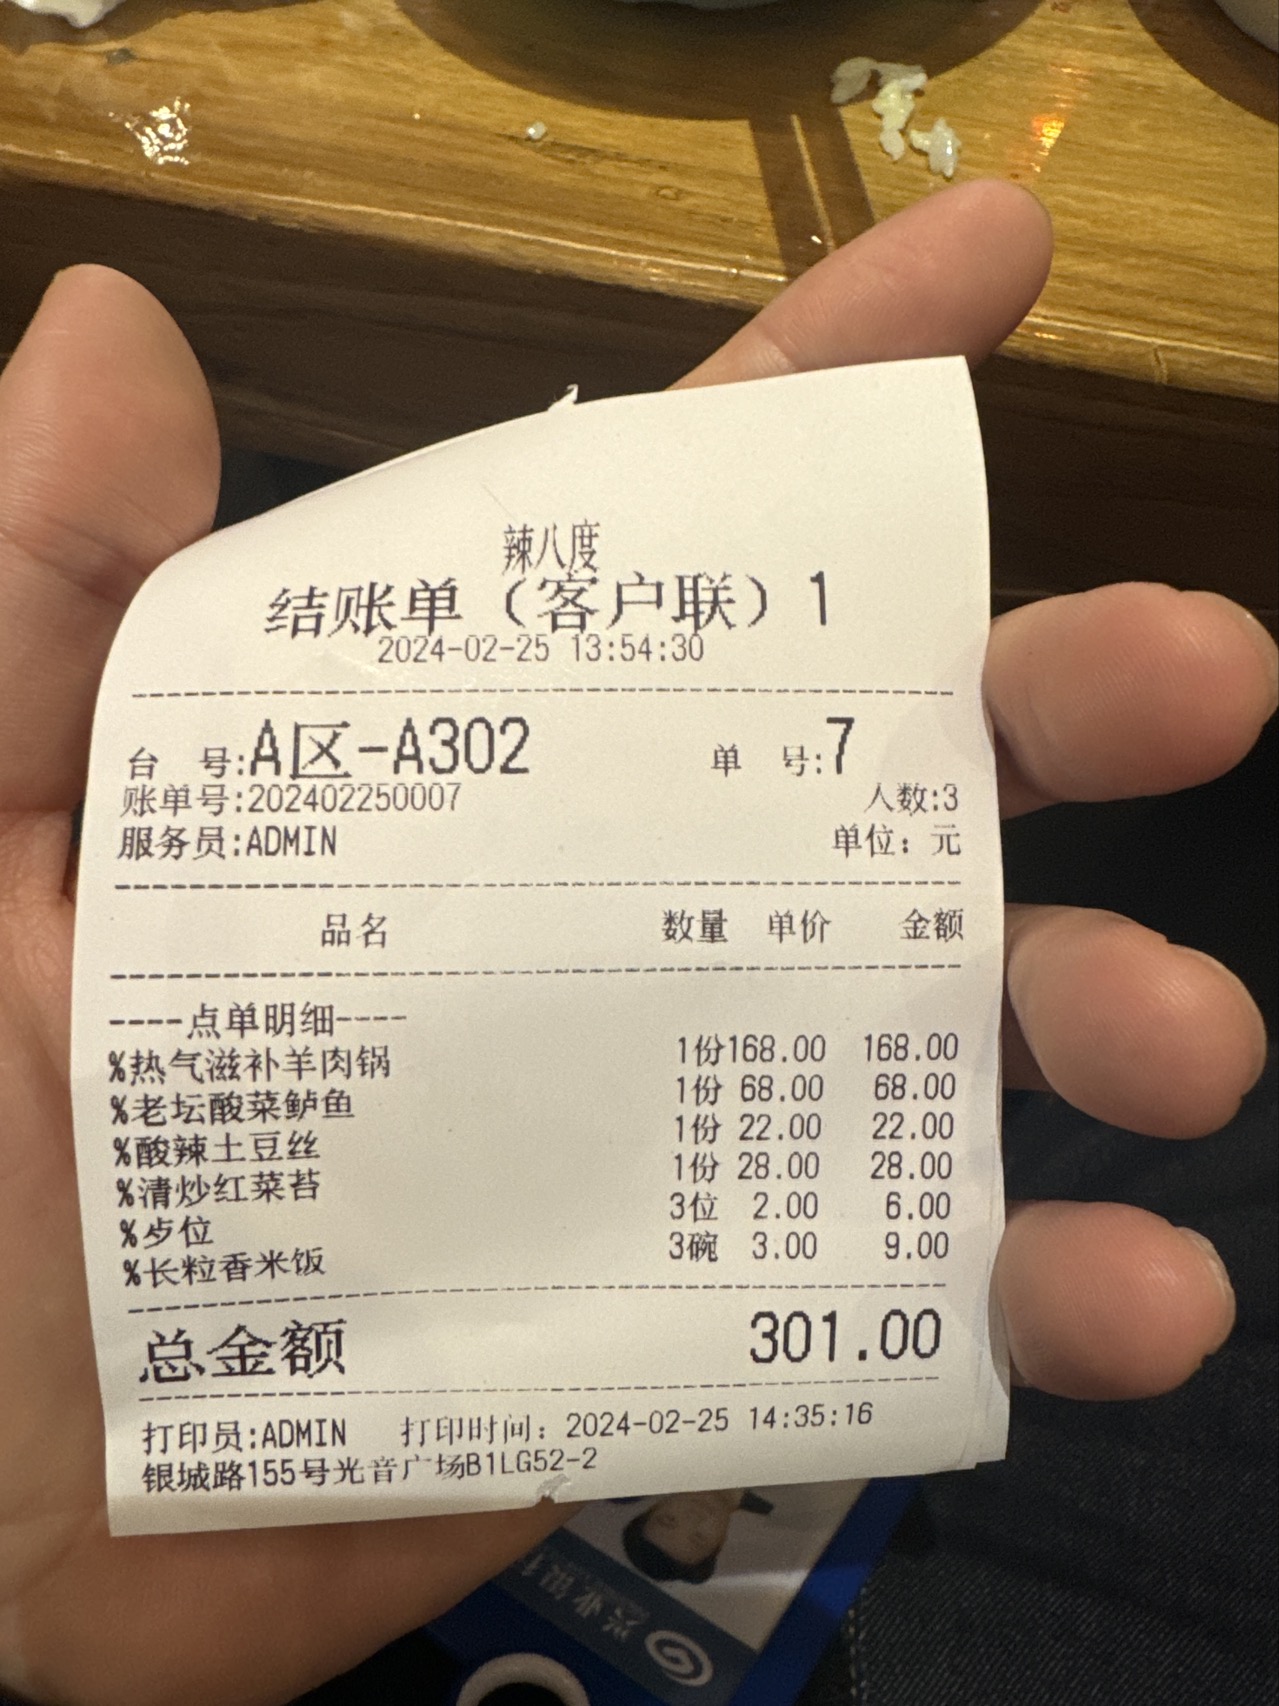 辣八度
结账单（客户联）1
2024-02-25 13:54:30
台 号:A区-A302 单 号:7
账单号:202402250007 人数:3
服务员:ADMIN 单位：元
品名 数量 单价 金额
----点单明细----
%热气滋补羊肉锅 1份 168.00 168.00
%老坛酸菜鲈鱼 1份 68.00 68.00
%酸辣土豆丝 1份 22.00 22.00
%清炒红菜苔 1份 28.00 28.00
%歺位 3位 2.00 6.00
%长粒香米饭 3碗 3.00 9.00
总金额 301.00
打印员:ADMIN 打印时间：2024-02-25 14:35:16
银城路155号光音广场B1LG52-2
兴业银行